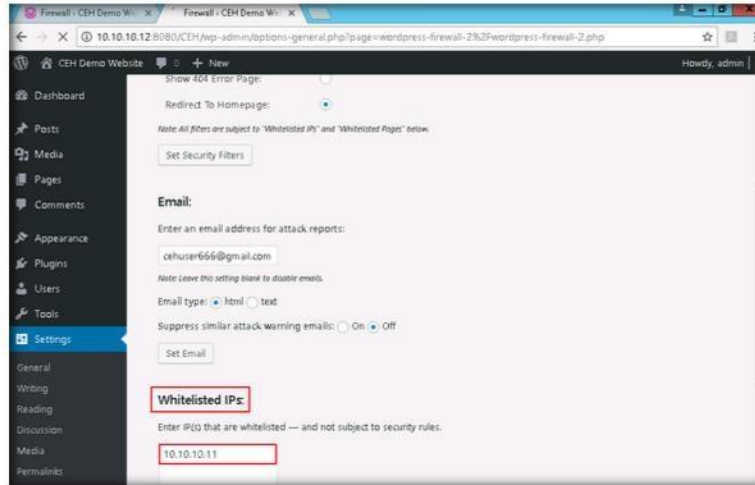 Firewall ‹ CEH Demo We
Firewall ‹ CEH Demo We
10.10.10.12:8080/CEH/wp-admin/options-general.php?page=wordpress-firewall-2%2Fwordpress-firewall-2.php
CEH Demo Website 0 + New Howdy, admin
Dashboard
Posts
Media
Pages
Comments
Appearance
Plugins
Users
Tools
Settings
General
Writing
Reading
Discussion
Media
Permalinks
Show 404 Error Page:
Redirect To Homepage:
Note: All filters are subject to "Whitelisted IPs" and "Whitelisted Pages" below.
Set Security Filters
Email:
Enter an email address for attack reports:
cehuser666@gmail.com
Note: Leave this setting blank to disable emails.
Email type: html text
Suppress similar attack warning emails: On Off
Set Email
Whitelisted IPs:
Enter IP(s) that are whitelisted — and not subject to security rules.
10.10.10.11